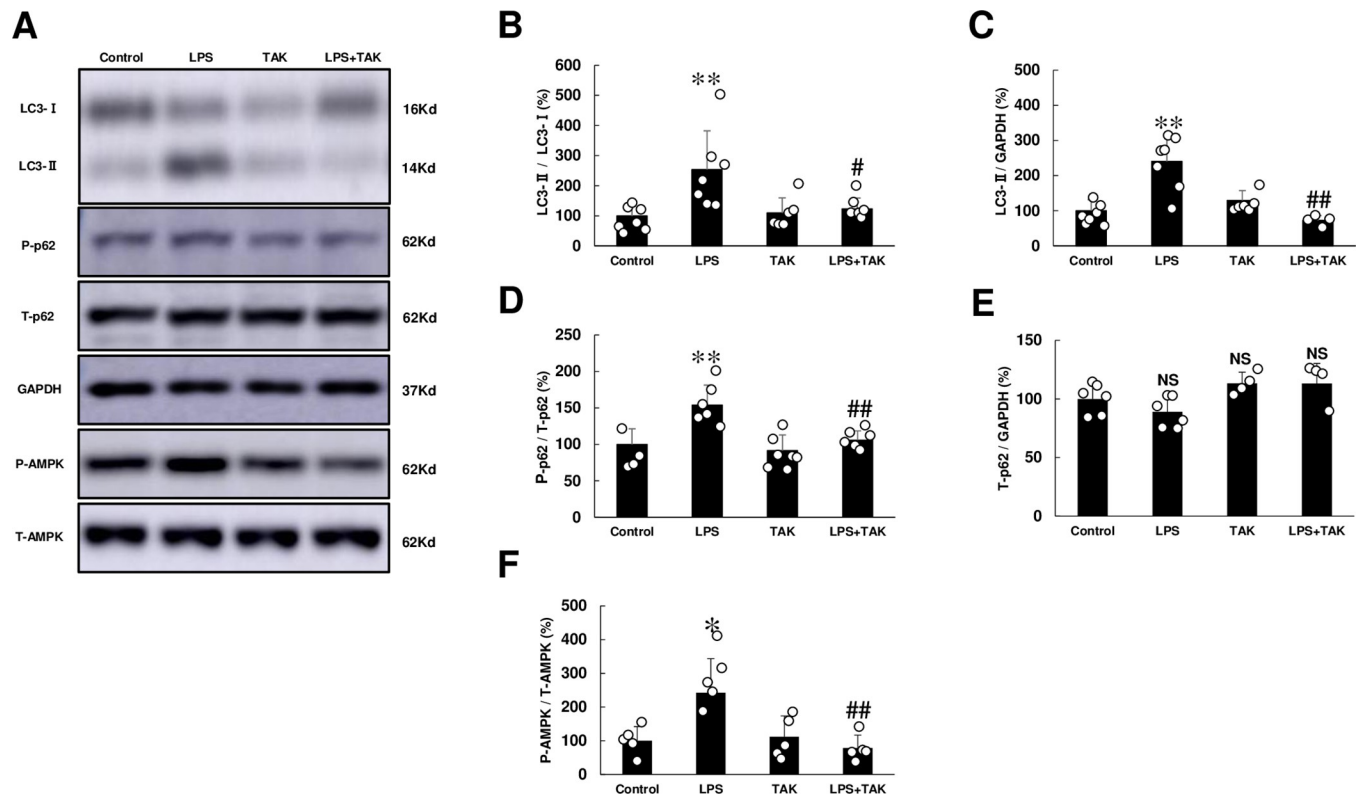 A
Control LPS TAK LPS+TAK
LC3-Ⅰ 16Kd
LC3-Ⅱ 14Kd
P-p62 62Kd
T-p62 62Kd
GAPDH 37Kd
P-AMPK 62Kd
T-AMPK 62Kd
B
LC3-Ⅱ / LC3-Ⅰ (%)
600
500
400
300
200
100
0
**
#
Control LPS TAK LPS+TAK
C
LC3-Ⅱ / GAPDH (%)
500
400
300
200
100
0
**
##
Control LPS TAK LPS+TAK
D
P-p62 / T-p62 (%)
250
200
150
100
50
0
**
##
Control LPS TAK LPS+TAK
E
T-p62 / GAPDH (%)
150
100
50
0
NS NS NS
Control LPS TAK LPS+TAK
F
P-AMPK / T-AMPK (%)
500
400
300
200
100
0
*
##
Control LPS TAK LPS+TAK